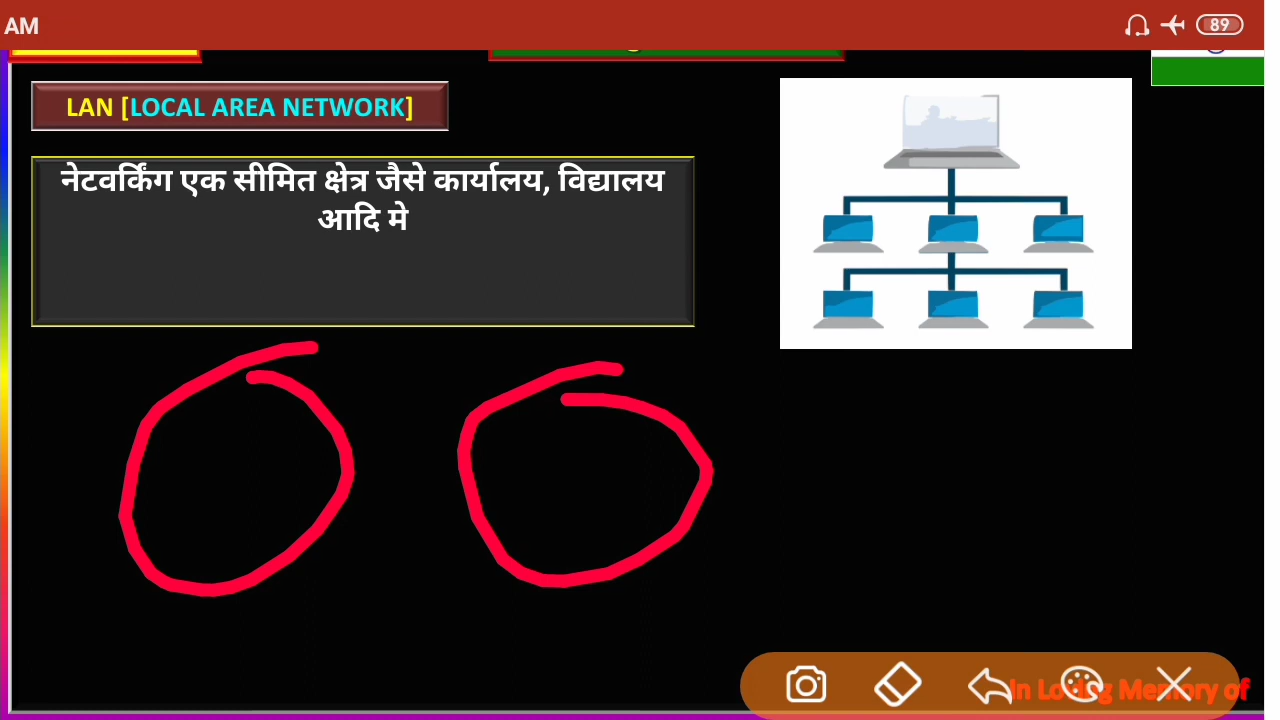 AM
89
LAN [LOCAL AREA NETWORK]
नेटवर्किंग एक सीमित क्षेत्र जैसे कार्यालय, विद्यालय
आदि मे
In Loving Memory of